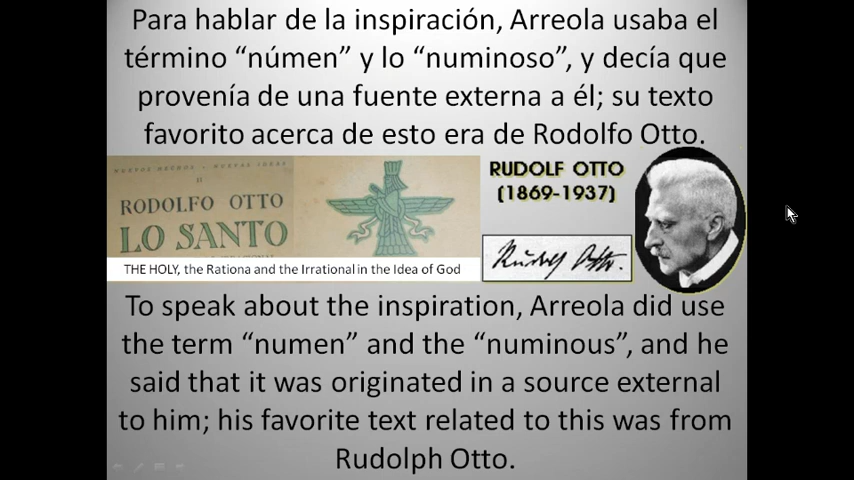 Para hablar de la inspiración, Arreola usaba el
término “númen” y lo “numinoso”, y decía que
provenía de una fuente externa a él; su texto
favorito acerca de esto era de Rodolfo Otto.
II
RODOLFO OTTO
LO SANTO
THE HOLY, the Rationa and the Irrational in the Idea of God
RUDOLF OTTO
(1869-1937)
Rudolf Otto.
To speak about the inspiration, Arreola did use
the term “numen” and the “numinous”, and he
said that it was originated in a source external
to him; his favorite text related to this was from
Rudolph Otto.